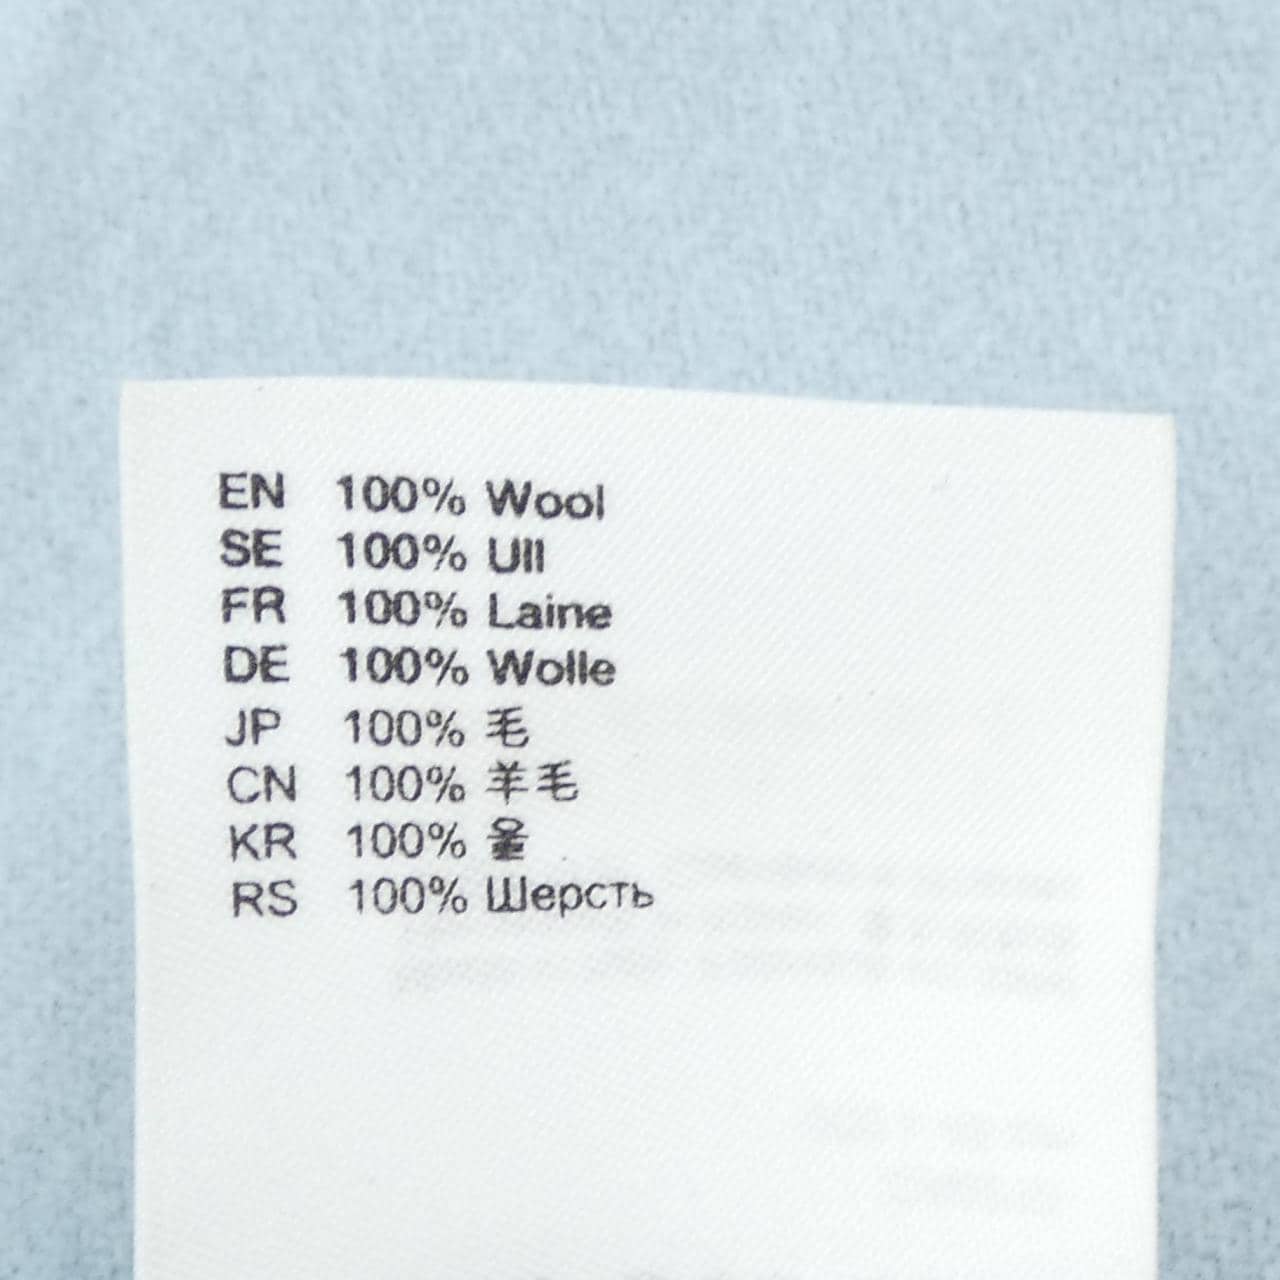 EN 100% Wool
SE 100% Ull
FR 100% Laine
DE 100% Wolle
JP 100% 毛
CN 100% 羊毛
KR 100% 울
RS 100% Шерсть